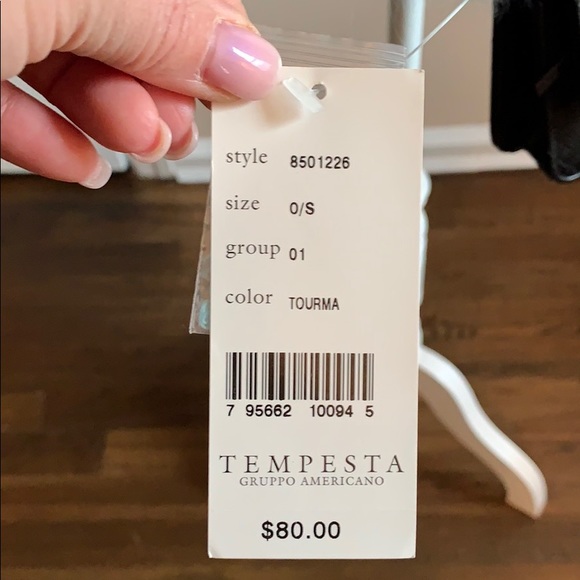 style 8501226
size O/S
group 01
color TOURMA
7 95662 10094 5
TEMPESTA
GRUPPO AMERICANO
$80.00